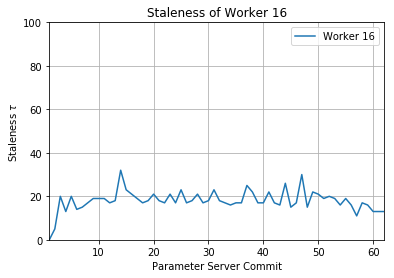 Staleness of Worker 16
Worker 16
100
80
60
40
20
0
Staleness τ
10 20 30 40 50 60
Parameter Server Commit